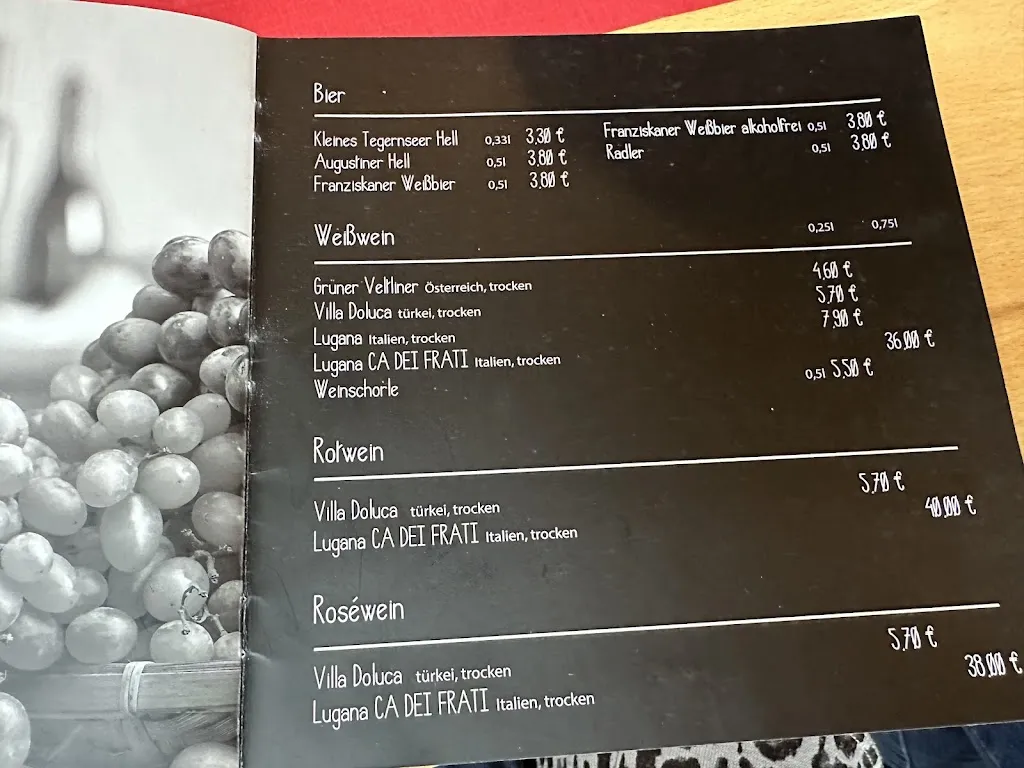 Bier
Kleines Tegernseer Hell 0,33l 3,30 €
Augustiner Hell 0,5l 3,80 €
Franziskaner Weißbier 0,5l 3,80 €
Franziskaner Weißbier alkoholfrei 0,5l 3,80 €
Radler 0,5l 3,80 €
Weißwein 0,25l 0,75l
Grüner Veltliner Österreich, trocken 4,60 €
Villa Doluca türkei, trocken 5,70 €
Lugana Italien, trocken 7,90 €
Lugana CA DEI FRATI Italien, trocken 36,00 €
Weinschorle 0,5l 5,50 €
Rotwein
Villa Doluca türkei, trocken 5,70 €
Lugana CA DEI FRATI Italien, trocken 40,00 €
Roséwein
Villa Doluca türkei, trocken 5,70 €
Lugana CA DEI FRATI Italien, trocken 38,00 €